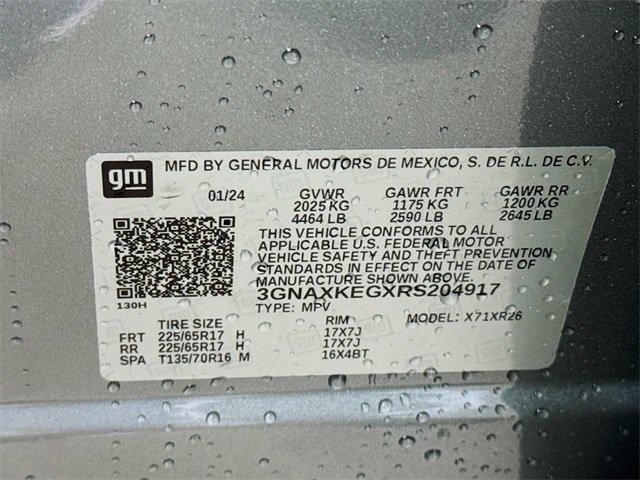 gm MFD BY GENERAL MOTORS DE MEXICO, S. DE R.L. DE C.V.
01/24 GVWR GAWR FRT GAWR RR
2025 KG 1175 KG 1200 KG
4464 LB 2590 LB 2645 LB
THIS VEHICLE CONFORMS TO ALL
APPLICABLE U.S. FEDERAL MOTOR
VEHICLE SAFETY AND THEFT PREVENTION
STANDARDS IN EFFECT ON THE DATE OF
MANUFACTURE SHOWN ABOVE.
3GNAXKEGXRS204917
130H TYPE: MPV MODEL: X71XR26
TIRE SIZE RIM
FRT 225/65R17 H 17X7J
RR 225/65R17 H 17X7J
SPA T135/70R16 M 16X4BT